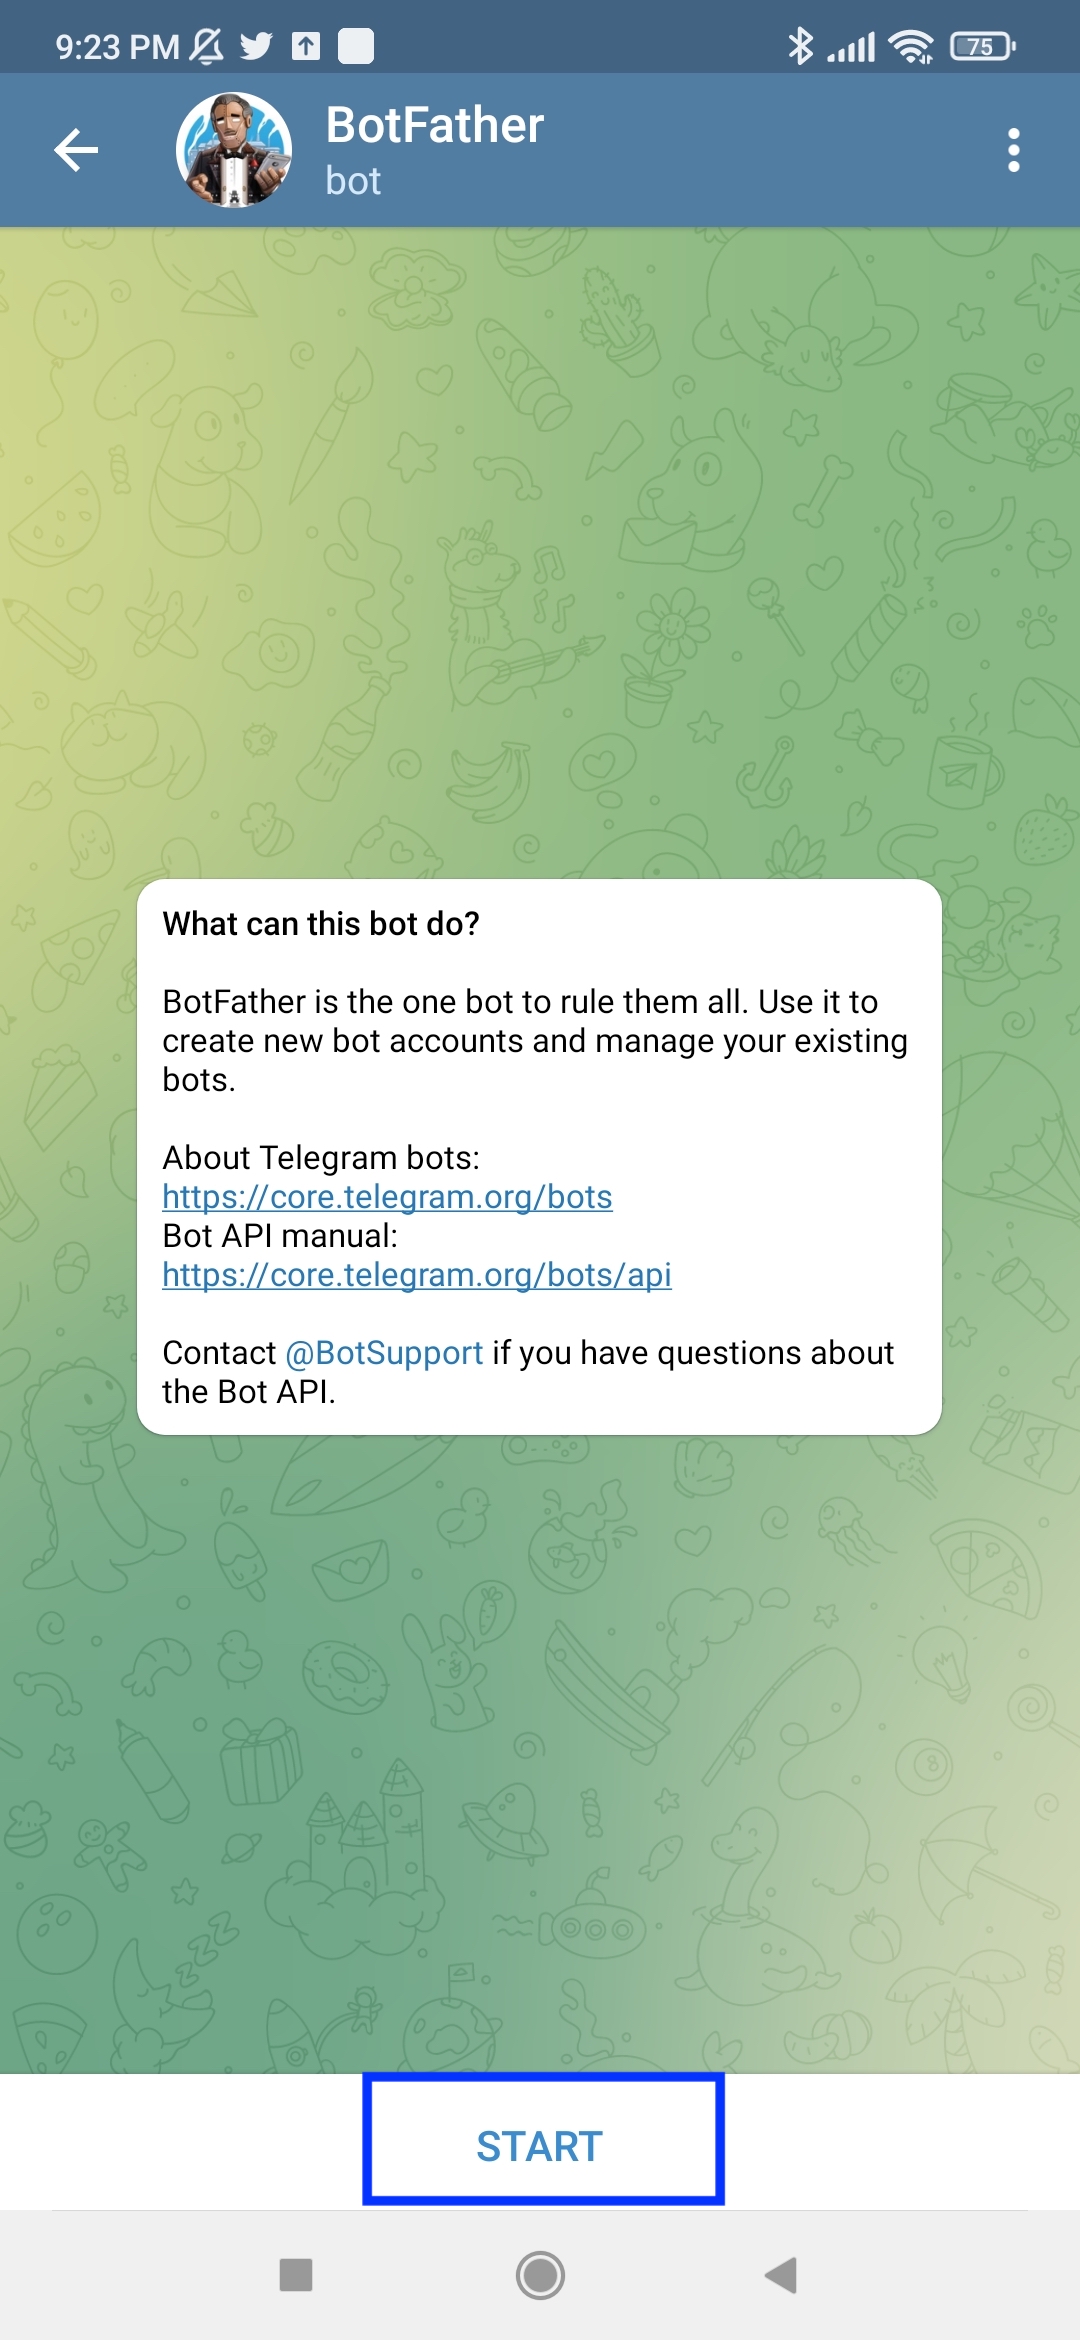 9:23 PM
75
BotFather
bot
What can this bot do?
BotFather is the one bot to rule them all. Use it to
create new bot accounts and manage your existing
bots.
About Telegram bots:
https://core.telegram.org/bots
Bot API manual:
https://core.telegram.org/bots/api
Contact @BotSupport if you have questions about
the Bot API.
START